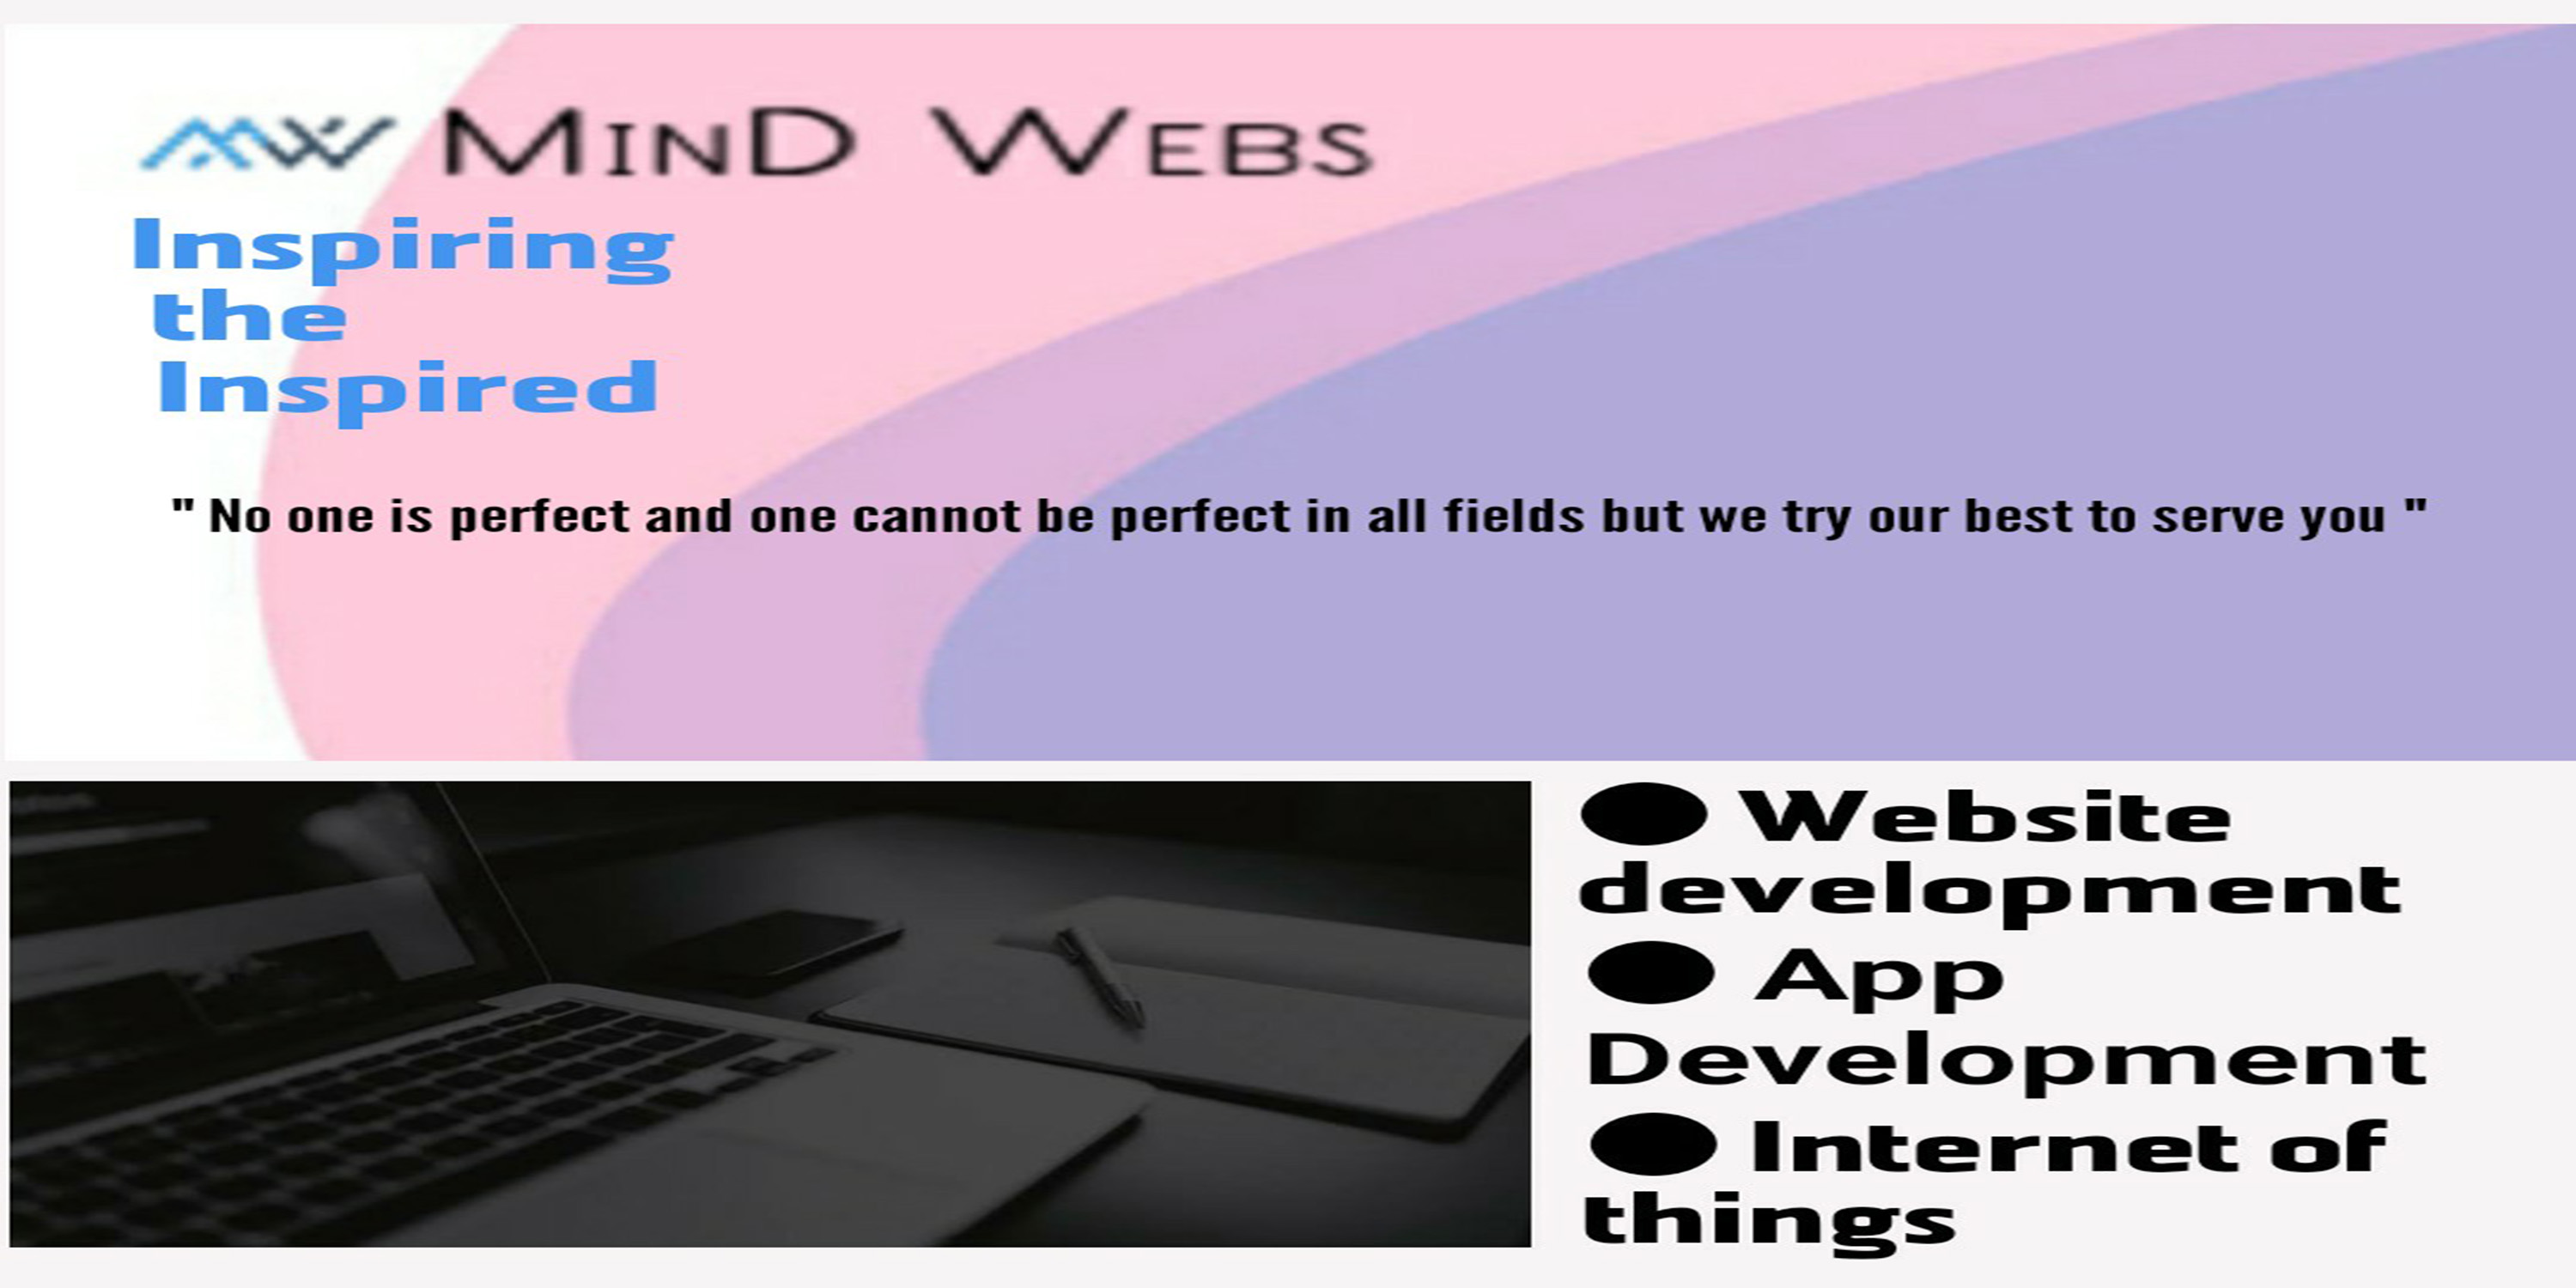 MW MIND WEBS
Inspiring
the
Inspired
" No one is perfect and one cannot be perfect in all fields but we try our best to serve you "
● Website
development
● App
Development
● Internet of
things